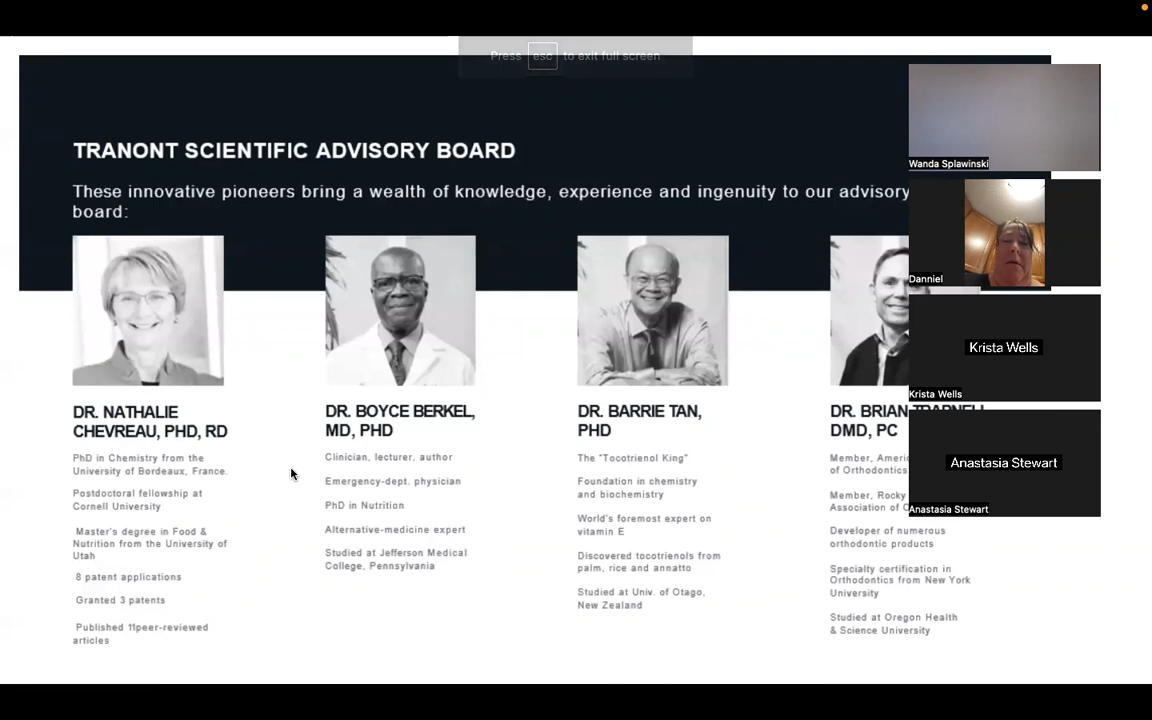 Press esc to exit full screen
TRANONT SCIENTIFIC ADVISORY BOARD
These innovative pioneers bring a wealth of knowledge, experience and ingenuity to our advisory
board:
DR. NATHALIE
CHEVREAU, PHD, RD
PhD in Chemistry from the
University of Bordeaux, France.
Postdoctoral fellowship at
Cornell University
Master's degree in Food &
Nutrition from the University of
Utah
8 patent applications
Granted 3 patents
Published 11peer-reviewed
articles
DR. BOYCE BERKEL,
MD, PHD
Clinician, lecturer, author
Emergency-dept. physician
PhD in Nutrition
Alternative-medicine expert
Studied at Jefferson Medical
College, Pennsylvania
DR. BARRIE TAN,
PHD
The "Tocotrienol King"
Foundation in chemistry
and biochemistry
World's foremost expert on
vitamin E
Discovered tocotrienols from
palm, rice and annatto
Studied at Univ. of Otago,
New Zealand
DR. BRIAN
DMD, PC
Member,
of Orthodontics
Member, Rocky
Association of
Developer of numerous
orthodontic products
Specialty certification in
Orthodontics from New York
University
Studied at Oregon Health
& Science University
Wanda Splawinski
Danniel
Krista Wells
Krista Wells
Anastasia Stewart
Anastasia Stewart